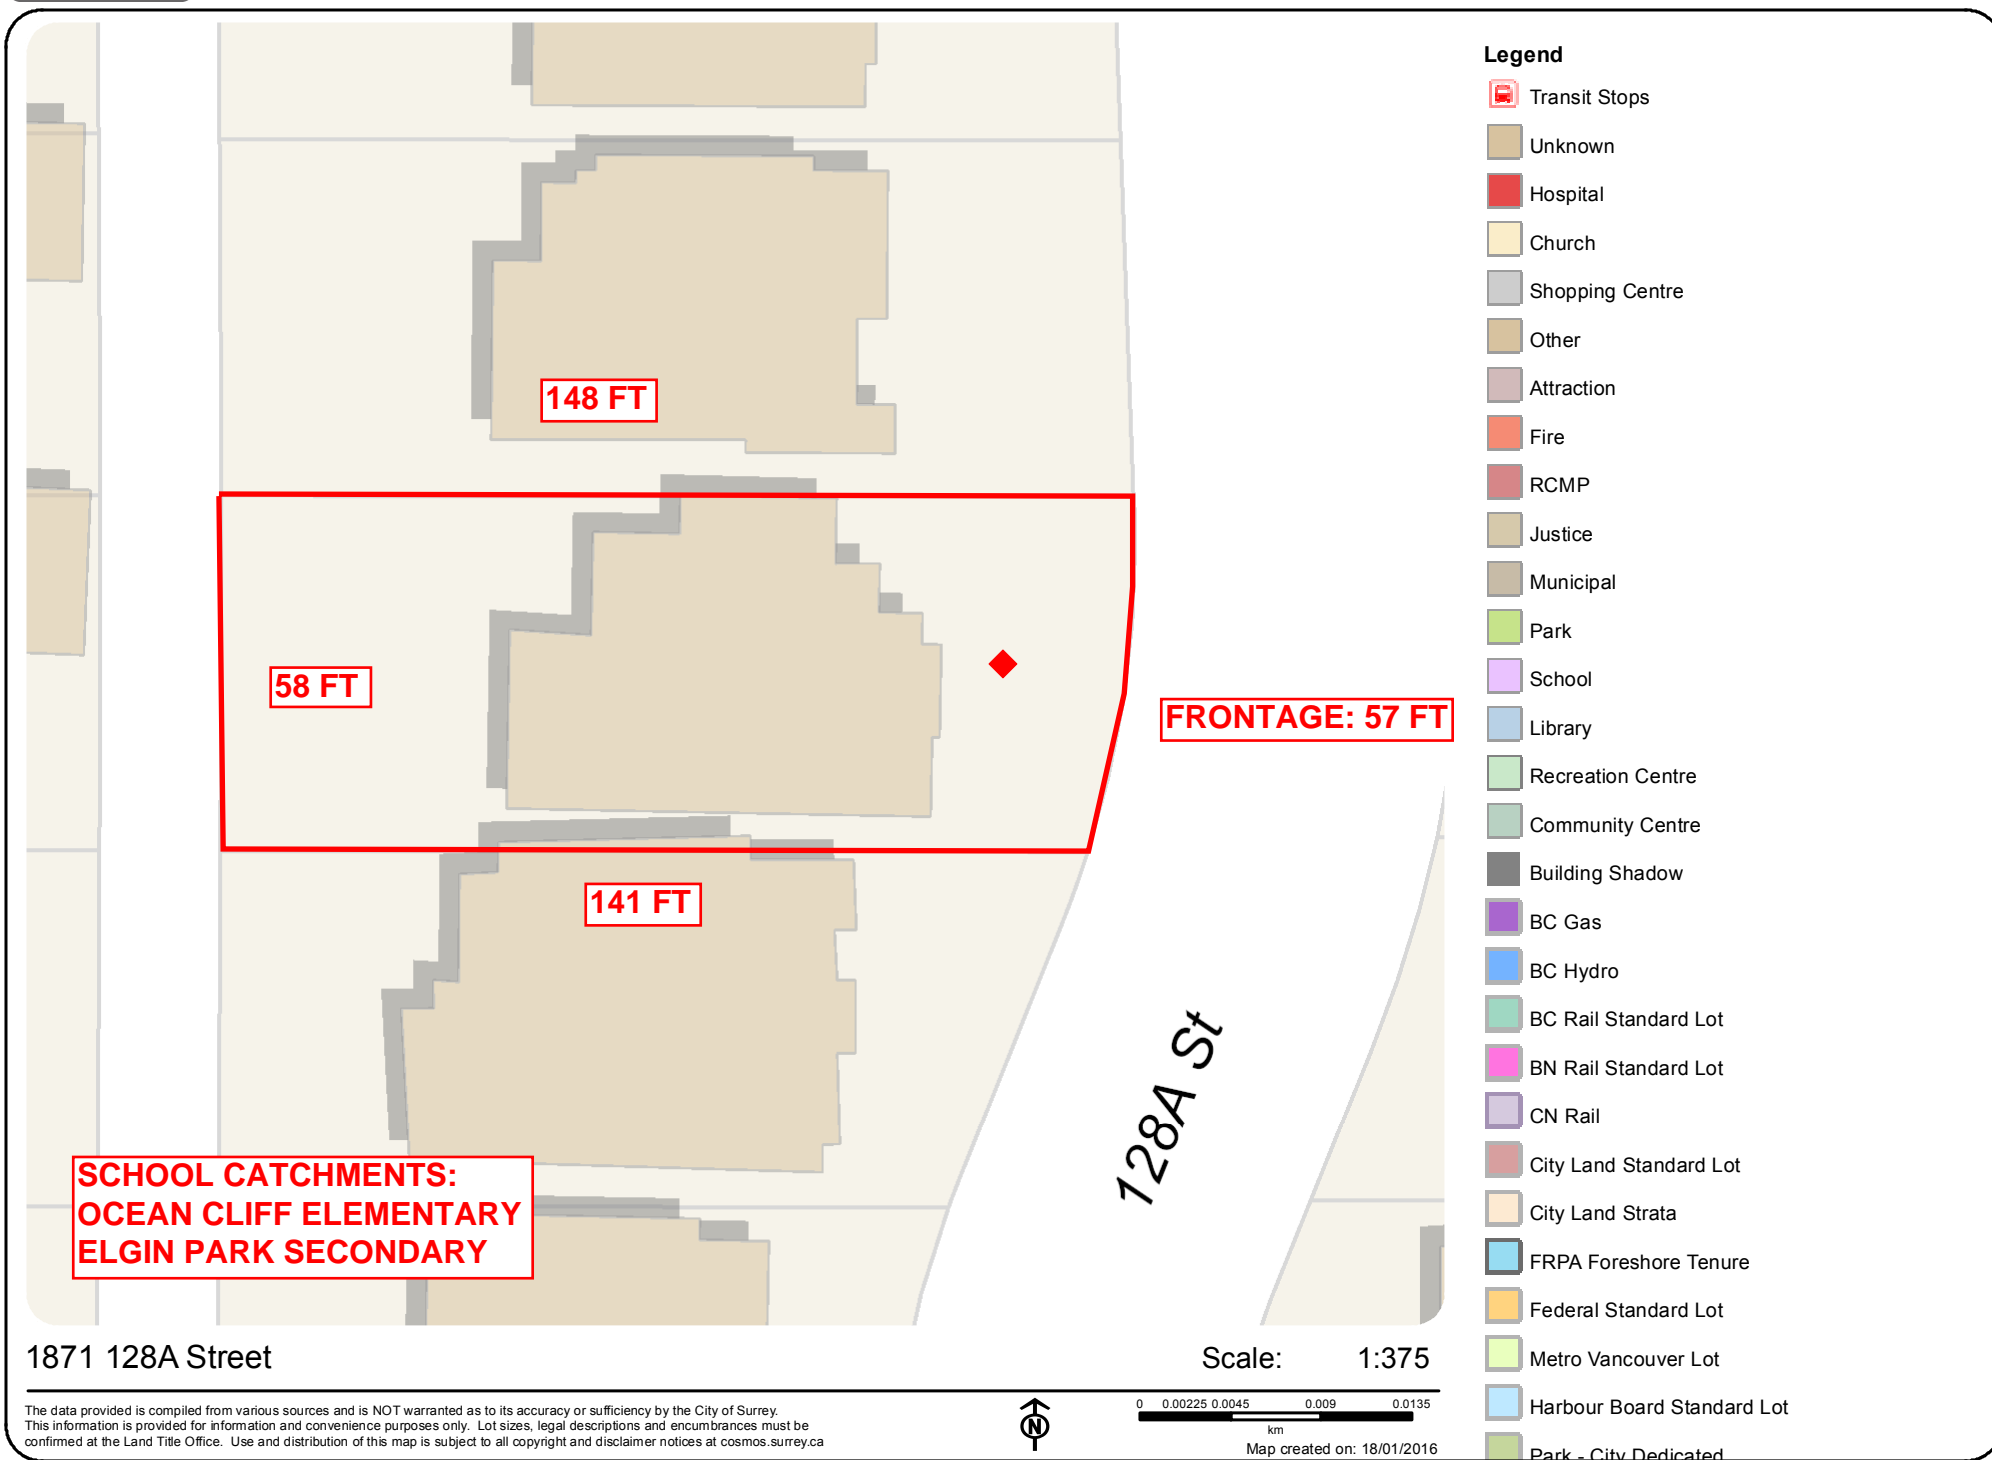 148 FT
58 FT
FRONTAGE: 57 FT
141 FT
128A St
SCHOOL CATCHMENTS:
OCEAN CLIFF ELEMENTARY
ELGIN PARK SECONDARY
1871 128A Street
Scale: 1:375
The data provided is compiled from various sources and is NOT warranted as to its accuracy or sufficiency by the City of Surrey.
This information is provided for information and convenience purposes only. Lot sizes, legal descriptions and encumbrances must be
confirmed at the Land Title Office. Use and distribution of this map is subject to all copyright and disclaimer notices at cosmos.surrey.ca
N
0 0.00225 0.0045 0.009 0.0135
km
Map created on: 18/01/2016
Legend
Transit Stops
Unknown
Hospital
Church
Shopping Centre
Other
Attraction
Fire
RCMP
Justice
Municipal
Park
School
Library
Recreation Centre
Community Centre
Building Shadow
BC Gas
BC Hydro
BC Rail Standard Lot
BN Rail Standard Lot
CN Rail
City Land Standard Lot
City Land Strata
FRPA Foreshore Tenure
Federal Standard Lot
Metro Vancouver Lot
Harbour Board Standard Lot
Park - City Dedicated